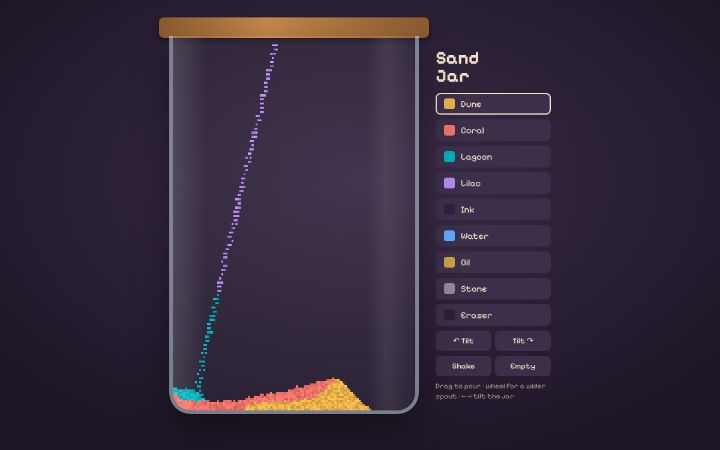 Sand
Jar
Dune
Coral
Lagoon
Lilac
Ink
Water
Oil
Stone
Eraser
↶ Tilt
Tilt ↷
Shake
Empty
Drag to pour · wheel for a wider
spout · ←→ tilt the jar